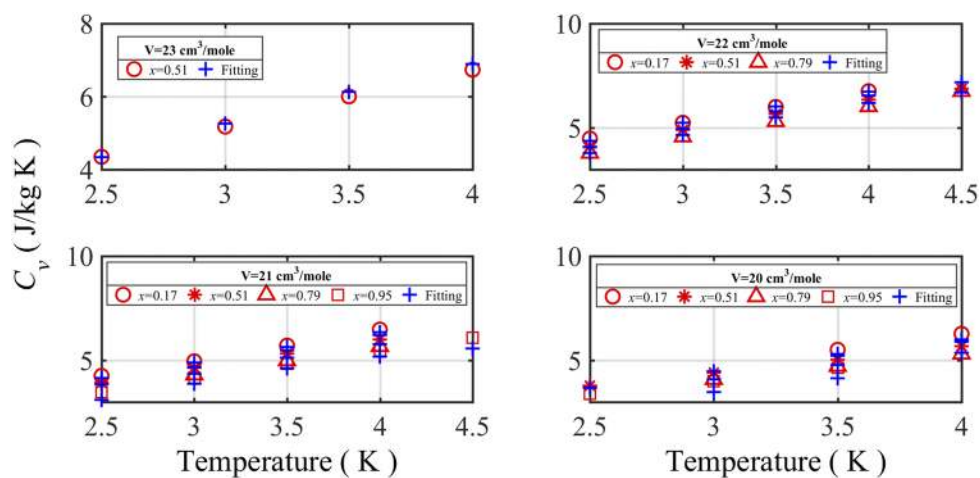 C_v ( J/kg K )
8
6
4
2.5 3 3.5 4
V=23 cm³/mole
x=0.51 Fitting
10
5
2.5 3 3.5 4 4.5
V=22 cm³/mole
x=0.17 x=0.51 x=0.79 Fitting
10
5
2.5 3 3.5 4 4.5
V=21 cm³/mole
x=0.17 x=0.51 x=0.79 x=0.95 Fitting
Temperature ( K )
10
5
2.5 3 3.5 4
V=20 cm³/mole
x=0.17 x=0.51 x=0.79 x=0.95 Fitting
Temperature ( K )